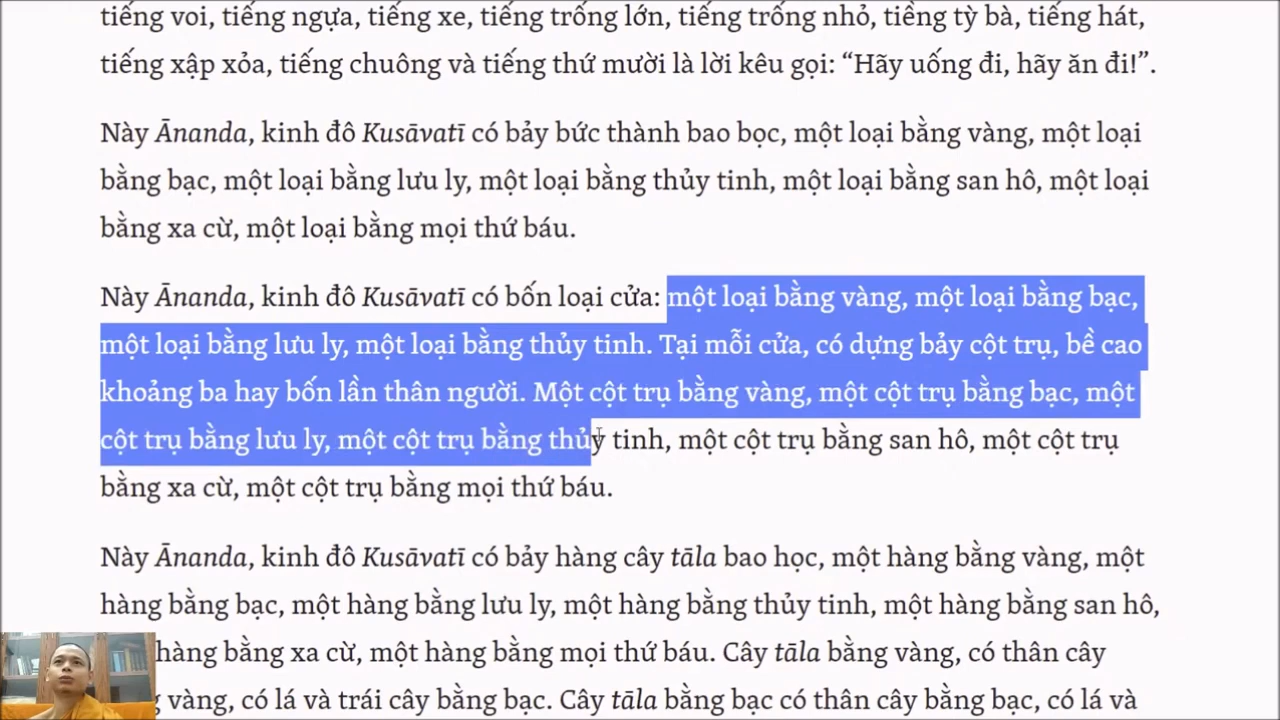 tiếng voi, tiếng ngựa, tiếng xe, tiếng trống lớn, tiếng trống nhỏ, tiếng tỳ bà, tiếng hát,
tiếng xập xỏa, tiếng chuông và tiếng thứ mười là lời kêu gọi: “Hãy uống đi, hãy ăn đi!”.
Này Ānanda, kinh đô Kusāvatī có bảy bức thành bao bọc, một loại bằng vàng, một loại
bằng bạc, một loại bằng lưu ly, một loại bằng thủy tinh, một loại bằng san hô, một loại
bằng xa cừ, một loại bằng mọi thứ báu.
Này Ānanda, kinh đô Kusāvatī có bốn loại cửa: một loại bằng vàng, một loại bằng bạc,
một loại bằng lưu ly, một loại bằng thủy tinh. Tại mỗi cửa, có dựng bảy cột trụ, bề cao
khoảng ba hay bốn lần thân người. Một cột trụ bằng vàng, một cột trụ bằng bạc, một
cột trụ bằng lưu ly, một cột trụ bằng thủy tinh, một cột trụ bằng san hô, một cột trụ
bằng xa cừ, một cột trụ bằng mọi thứ báu.
Này Ānanda, kinh đô Kusāvatī có bảy hàng cây tāla bao học, một hàng bằng vàng, một
hàng bằng bạc, một hàng bằng lưu ly, một hàng bằng thủy tinh, một hàng bằng san hô,
hàng bằng xa cừ, một hàng bằng mọi thứ báu. Cây tāla bằng vàng, có thân cây
vàng, có lá và trái cây bằng bạc. Cây tāla bằng bạc có thân cây bằng bạc, có lá và